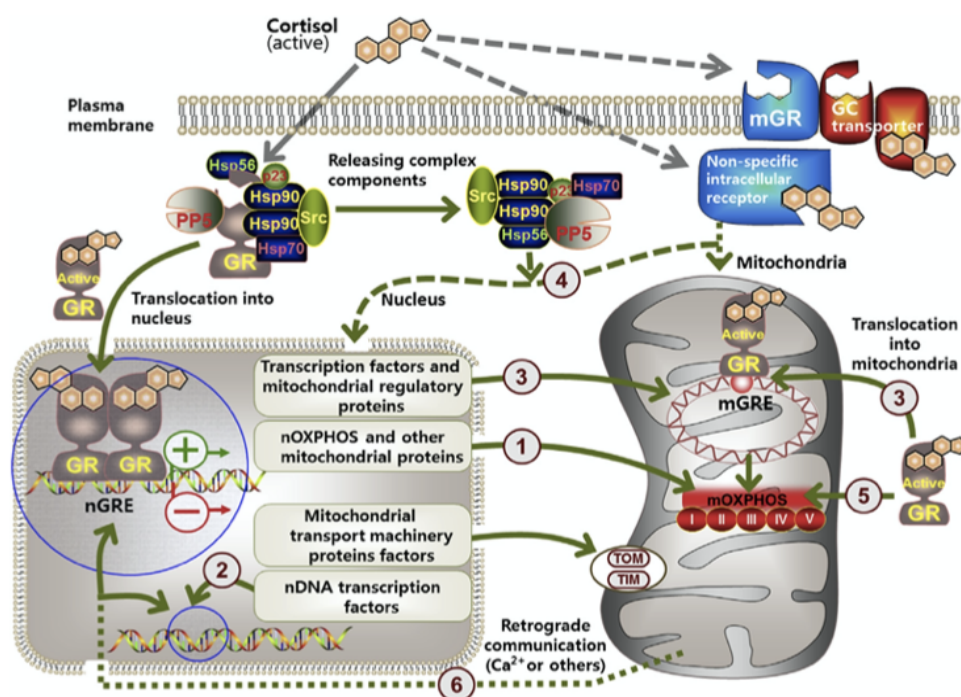 Cortisol
(active)
Plasma
membrane
mGR
GC
transporter
Hsp56
p23
Hsp90
Hsp90
Hsp70
PP5
Src
GR
Releasing complex
components
Src
Hsp90
Hsp90
Hsp56
p23
Hsp70
PP5
Non-specific
intracellular
receptor
Active
GR
Translocation into
nucleus
Nucleus
4
Mitochondria
GR
GR
nGRE
+
−
Transcription factors and
mitochondrial regulatory
proteins
3
nOXPHOS and other
mitochondrial proteins
1
Mitochondrial
transport machinery
proteins factors
nDNA transcription
factors
2
Active
GR
mGRE
Translocation
into
mitochondria
3
mOXPHOS
I II III IV V
5
Active
GR
TOM
TIM
Retrograde
communication
(Ca²⁺ or others)
6